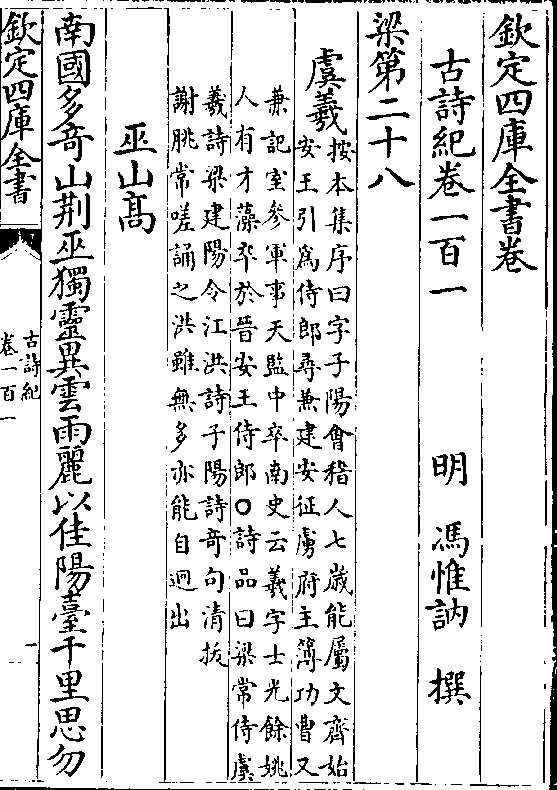 欽定四庫全書卷
古詩紀卷一百一　明　馮惟訥　撰
梁第二十八
虞羲
按本集序曰字子陽㑹稽人七歳能屬文齊始
安王引爲侍郎尋兼建安征虜府主簿功曹又
兼記室參軍事天監中卒南史云羲字士光餘姚
人有才藻卒於晉安王侍郎○詩品曰梁常侍虞
羲詩梁建陽令江洪詩子陽詩奇句清拔
謝朓常嗟誦之洪雖無多亦能自迥出
巫山髙
南國多奇山荆巫獨靈異雲雨麗以佳陽臺千里思勿
欽定四庫全書
古詩紀
卷一百一
一